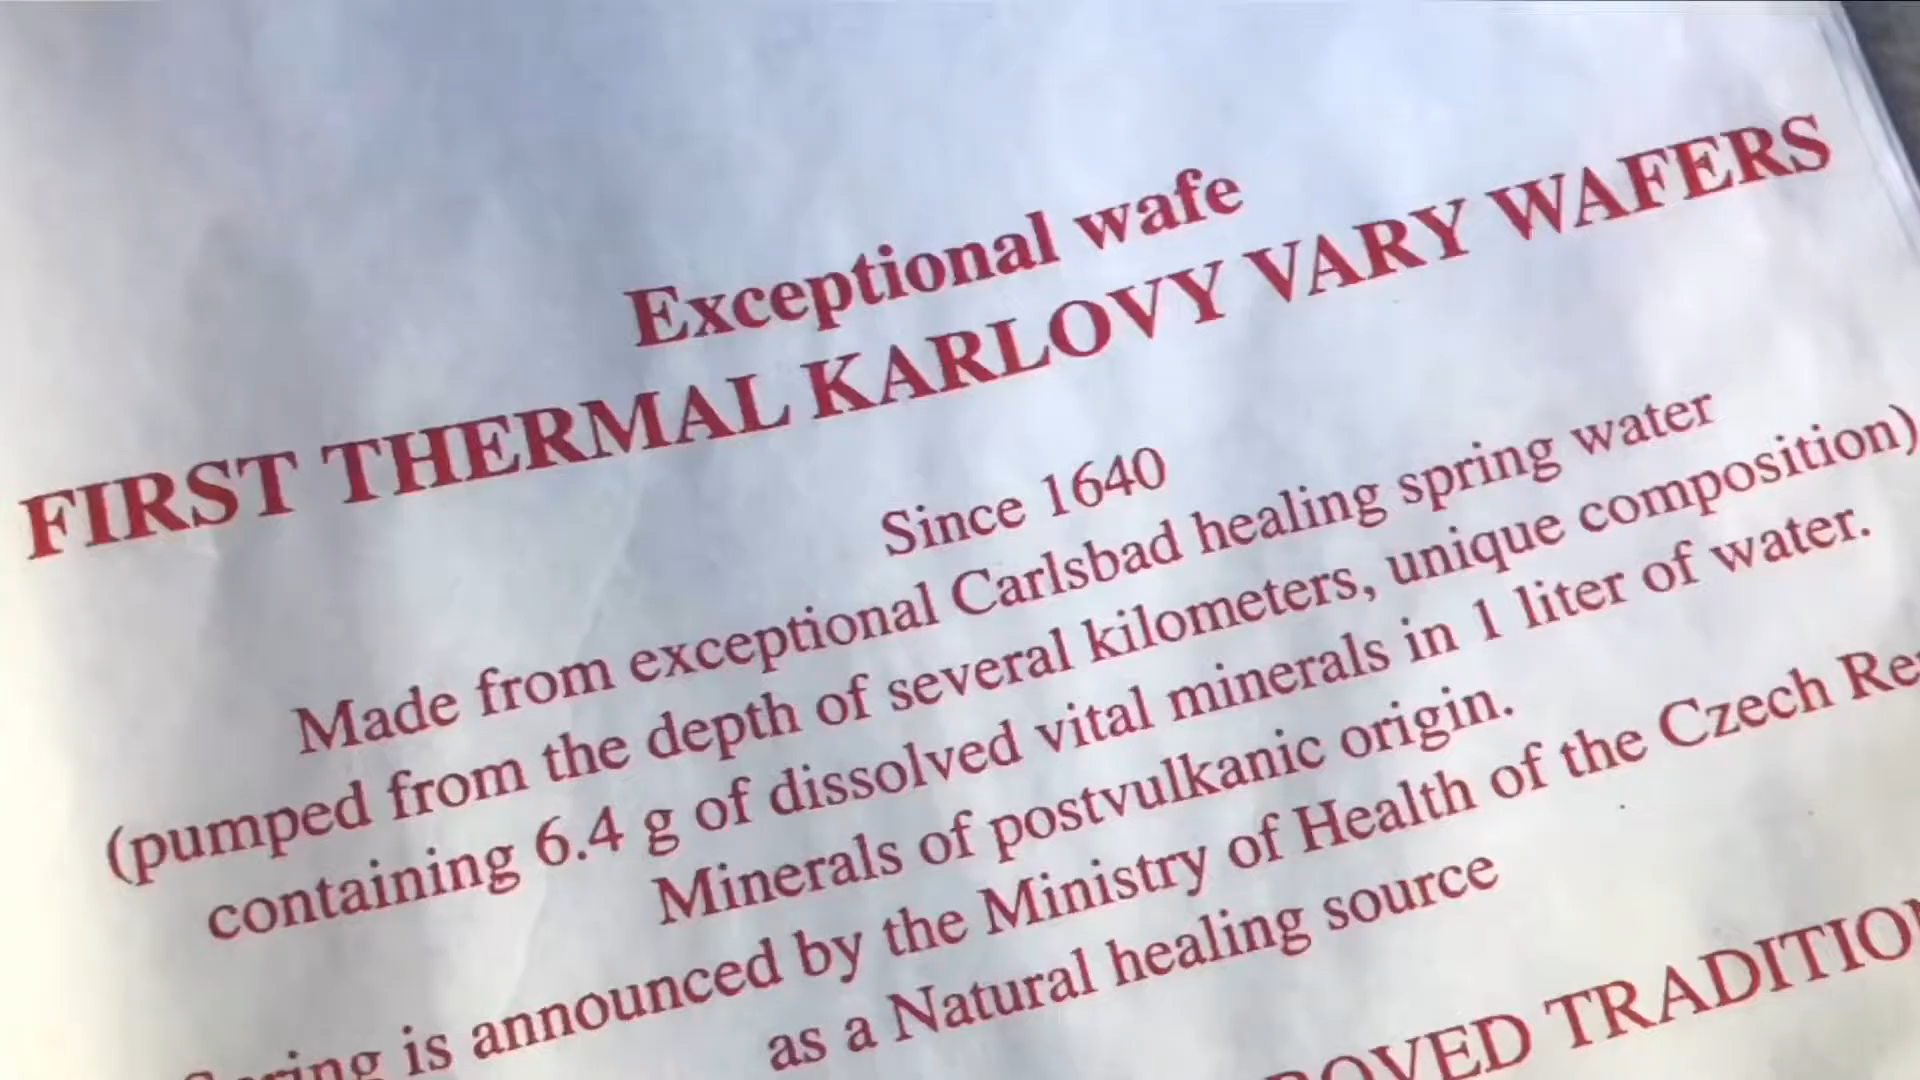 Exceptional wafe
FIRST THERMAL KARLOVY VARY WAFERS
Since 1640
Made from exceptional Carlsbad healing spring water
(pumped from the depth of several kilometers, unique composition)
containing 6.4 g of dissolved vital minerals in 1 liter of water.
Minerals of postvulkanic origin.
is announced by the Ministry of Health of the Czech
as a Natural healing source